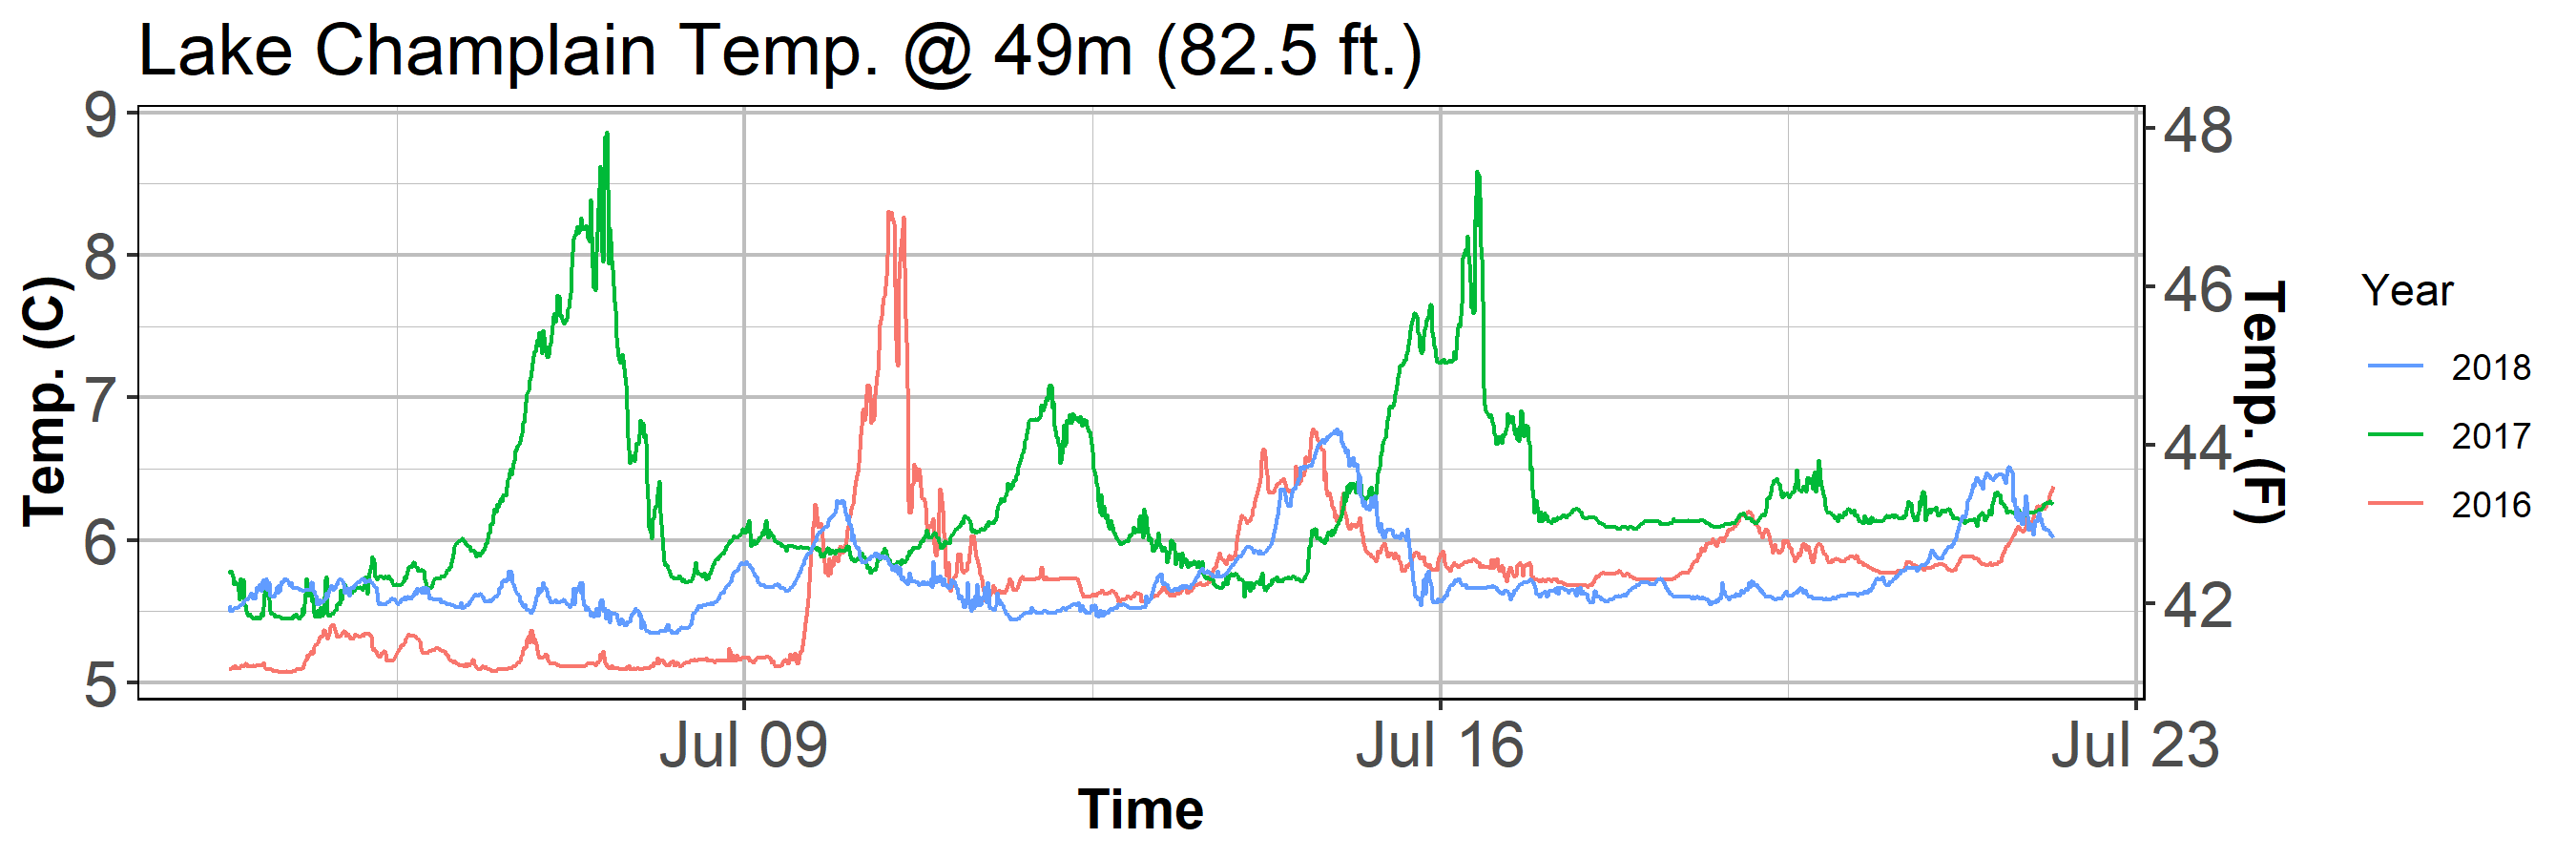 Lake Champlain Temp. @ 49m (82.5 ft.)
Temp. (C)
9
8
7
6
5
48
46
44
42
Temp. (F)
Jul 09
Jul 16
Jul 23
Time
Year
2018
2017
2016